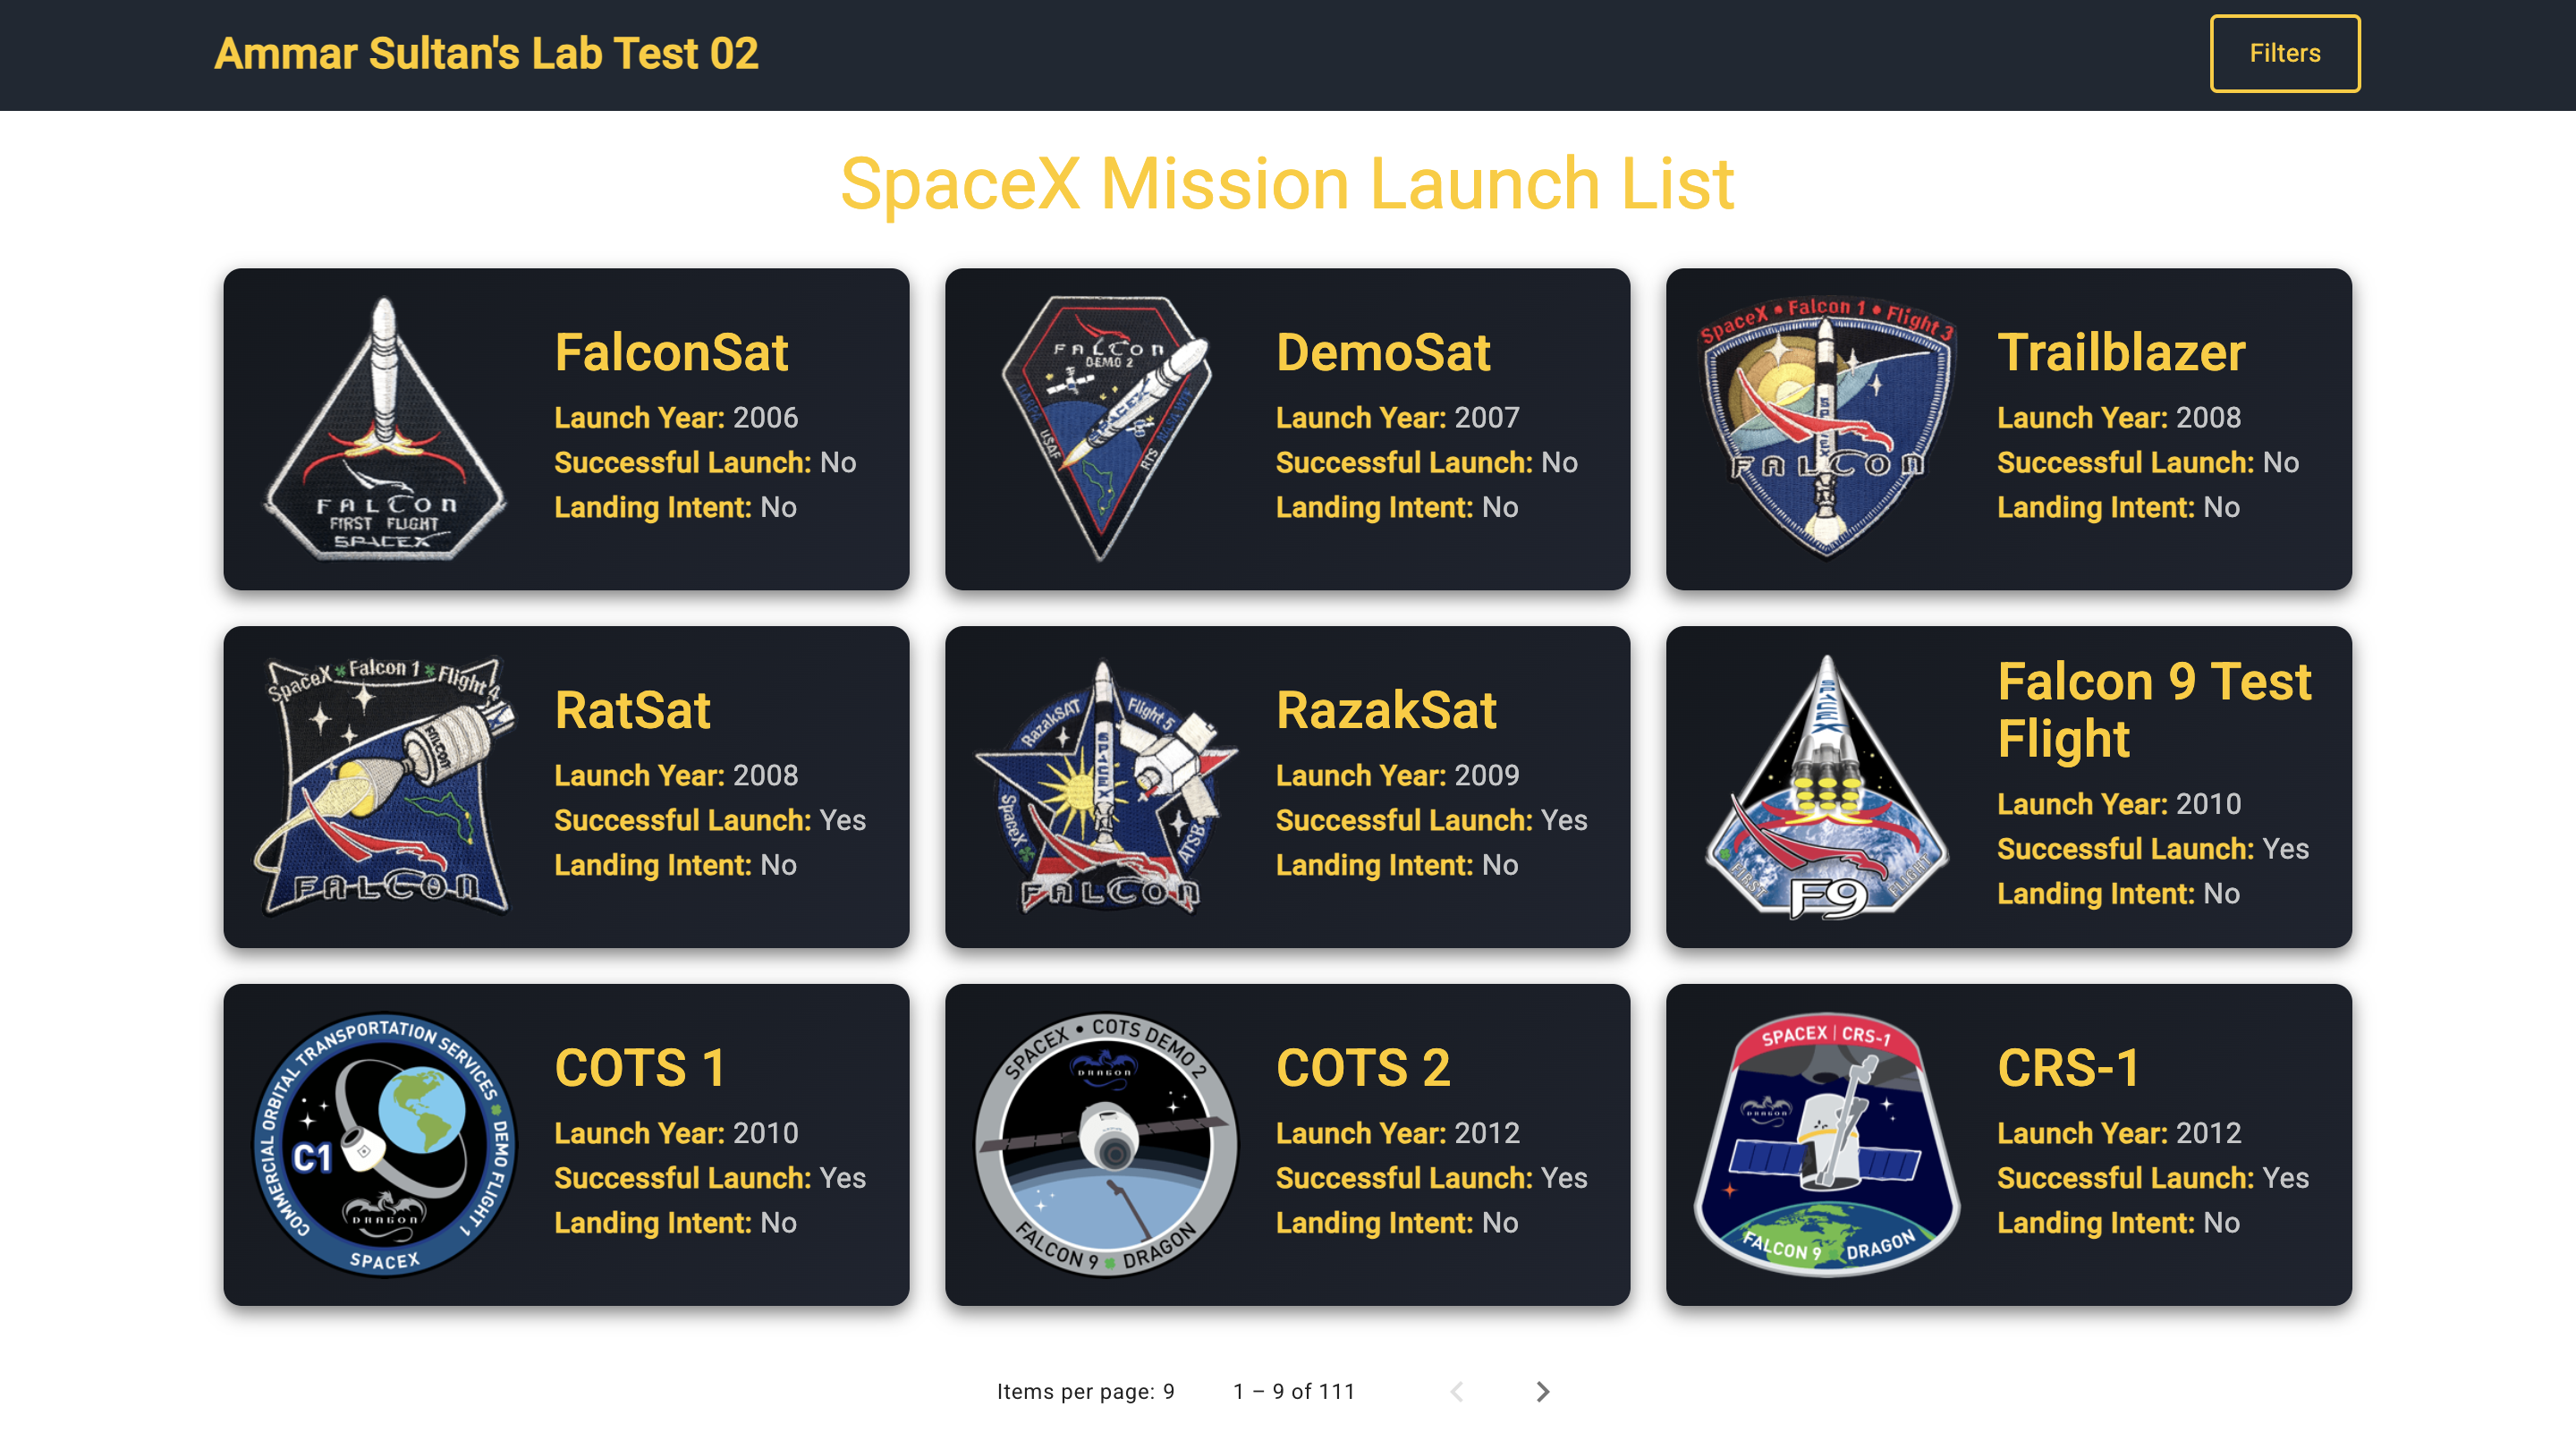 Ammar Sultan's Lab Test 02
Filters
SpaceX Mission Launch List
FALCON
FIRST FLIGHT
SPACEX
FalconSat
Launch Year: 2006
Successful Launch: No
Landing Intent: No
FALCON
DEMO 2
SPACEX
USAF
RTS
DemoSat
Launch Year: 2007
Successful Launch: No
Landing Intent: No
SpaceX • Falcon 1 • Flight 3
FALCON
Trailblazer
Launch Year: 2008
Successful Launch: No
Landing Intent: No
SpaceX Falcon 1 Flight 4
FALCON
FALCON
RatSat
Launch Year: 2008
Successful Launch: Yes
Landing Intent: No
RazakSAT
Flight 5
SPACEX
SpaceX
ATSB
FALCON
RazakSat
Launch Year: 2009
Successful Launch: Yes
Landing Intent: No
SPACEX
FIRST
FLIGHT
F9
Falcon 9 Test
Flight
Launch Year: 2010
Successful Launch: Yes
Landing Intent: No
COMMERCIAL ORBITAL TRANSPORTATION SERVICES DEMO FLIGHT 1
C1
DRAGON
SPACEX
COTS 1
Launch Year: 2010
Successful Launch: Yes
Landing Intent: No
SPACEX • COTS DEMO 2
DRAGON
FALCON 9 DRAGON
COTS 2
Launch Year: 2012
Successful Launch: Yes
Landing Intent: No
SPACEX | CRS-1
DRAGON
FALCON 9 DRAGON
CRS-1
Launch Year: 2012
Successful Launch: Yes
Landing Intent: No
Items per page: 9
1 – 9 of 111